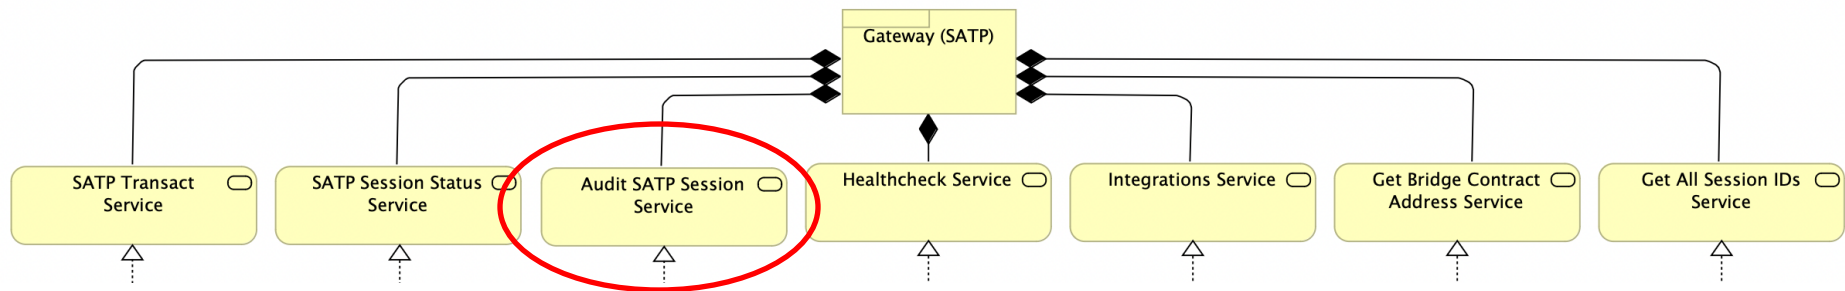 Gateway (SATP)
SATP Transact
Service
SATP Session Status
Service
Audit SATP Session
Service
Healthcheck Service
Integrations Service
Get Bridge Contract
Address Service
Get All Session IDs
Service